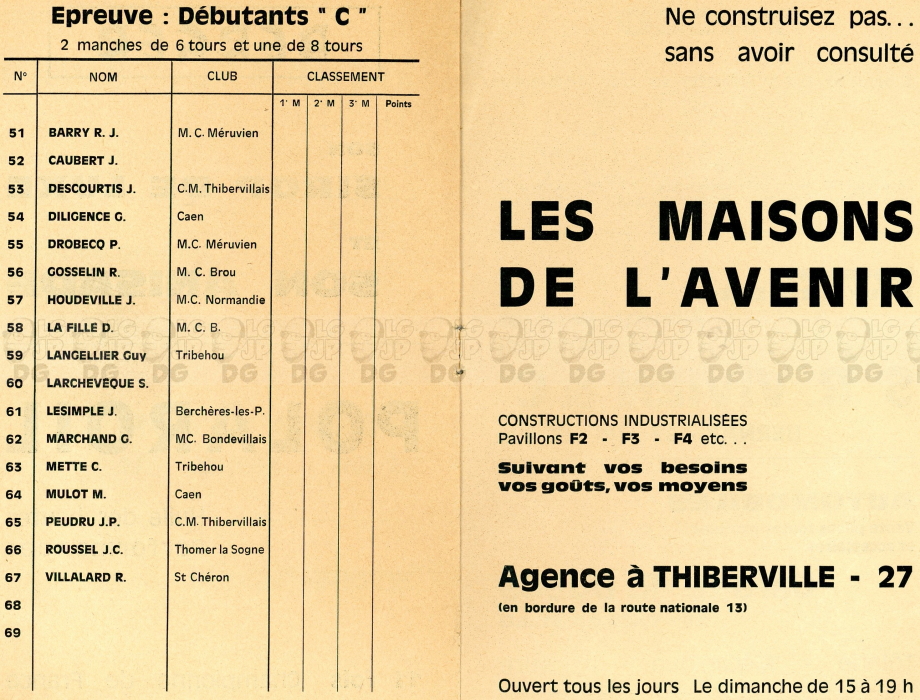 Epreuve : Débutants " C "
2 manches de 6 tours et une de 8 tours
N° NOM CLUB CLASSEMENT
1° M 2° M 3° M Points
51 BARRY R. J. M. C. Méruvien
52 CAUBERT J.
53 DESCOURTIS J. C.M. Thibervillais
54 DILIGENCE G. Caen
55 DROBECQ P. M.C. Méruvien
56 GOSSELIN R. M. C. Brou
57 HOUDEVILLE J. M.C. Normandie
58 LA FILLE D. M. C. B.
59 LANGELLIER Guy Tribehou
60 LARCHEVEQUE S.
61 LESIMPLE J. Berchères-les-P.
62 MARCHAND G. MC. Bondevillais
63 METTE C. Tribehou
64 MULOT M. Caen
65 PEUDRU J.P. C.M. Thibervillais
66 ROUSSEL J.C. Thomer la Sogne
67 VILLALARD R. St Chéron
68
69
Ne construisez pas...
sans avoir consulté
LES MAISONS
DE L'AVENIR
CONSTRUCTIONS INDUSTRIALISÉES
Pavillons F2 - F3 - F4 etc. . .
Suivant vos besoins
vos goûts, vos moyens
Agence à THIBERVILLE - 27
(en bordure de la route nationale 13)
Ouvert tous les jours Le dimanche de 15 à 19 h